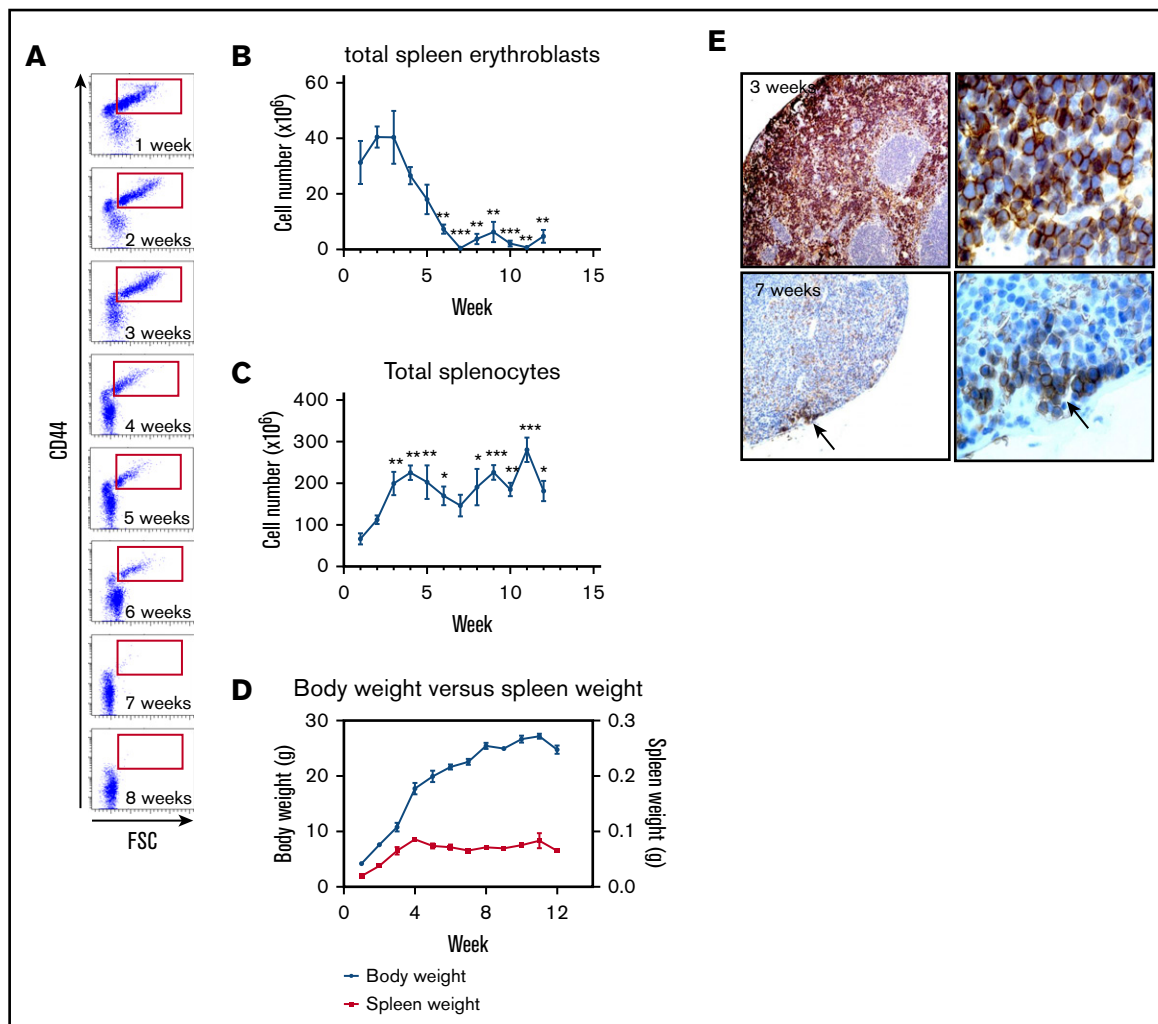 A
CD44
1 week
2 weeks
3 weeks
4 weeks
5 weeks
6 weeks
7 weeks
8 weeks
FSC
B
total spleen erythroblasts
Cell number (x10⁶)
60
40
20
0
** *** ** ** *** ** **
0 5 10 15
Week
C
Total splenocytes
Cell number (x10⁶)
400
300
200
100
0
** ** ** * * *** ** *** *
0 5 10 15
Week
D
Body weight versus spleen weight
Body weight (g)
30
20
10
0
0.3
0.2
0.1
0.0
Spleen weight (g)
0 4 8 12
Week
Body weight
Spleen weight
E
3 weeks
7 weeks